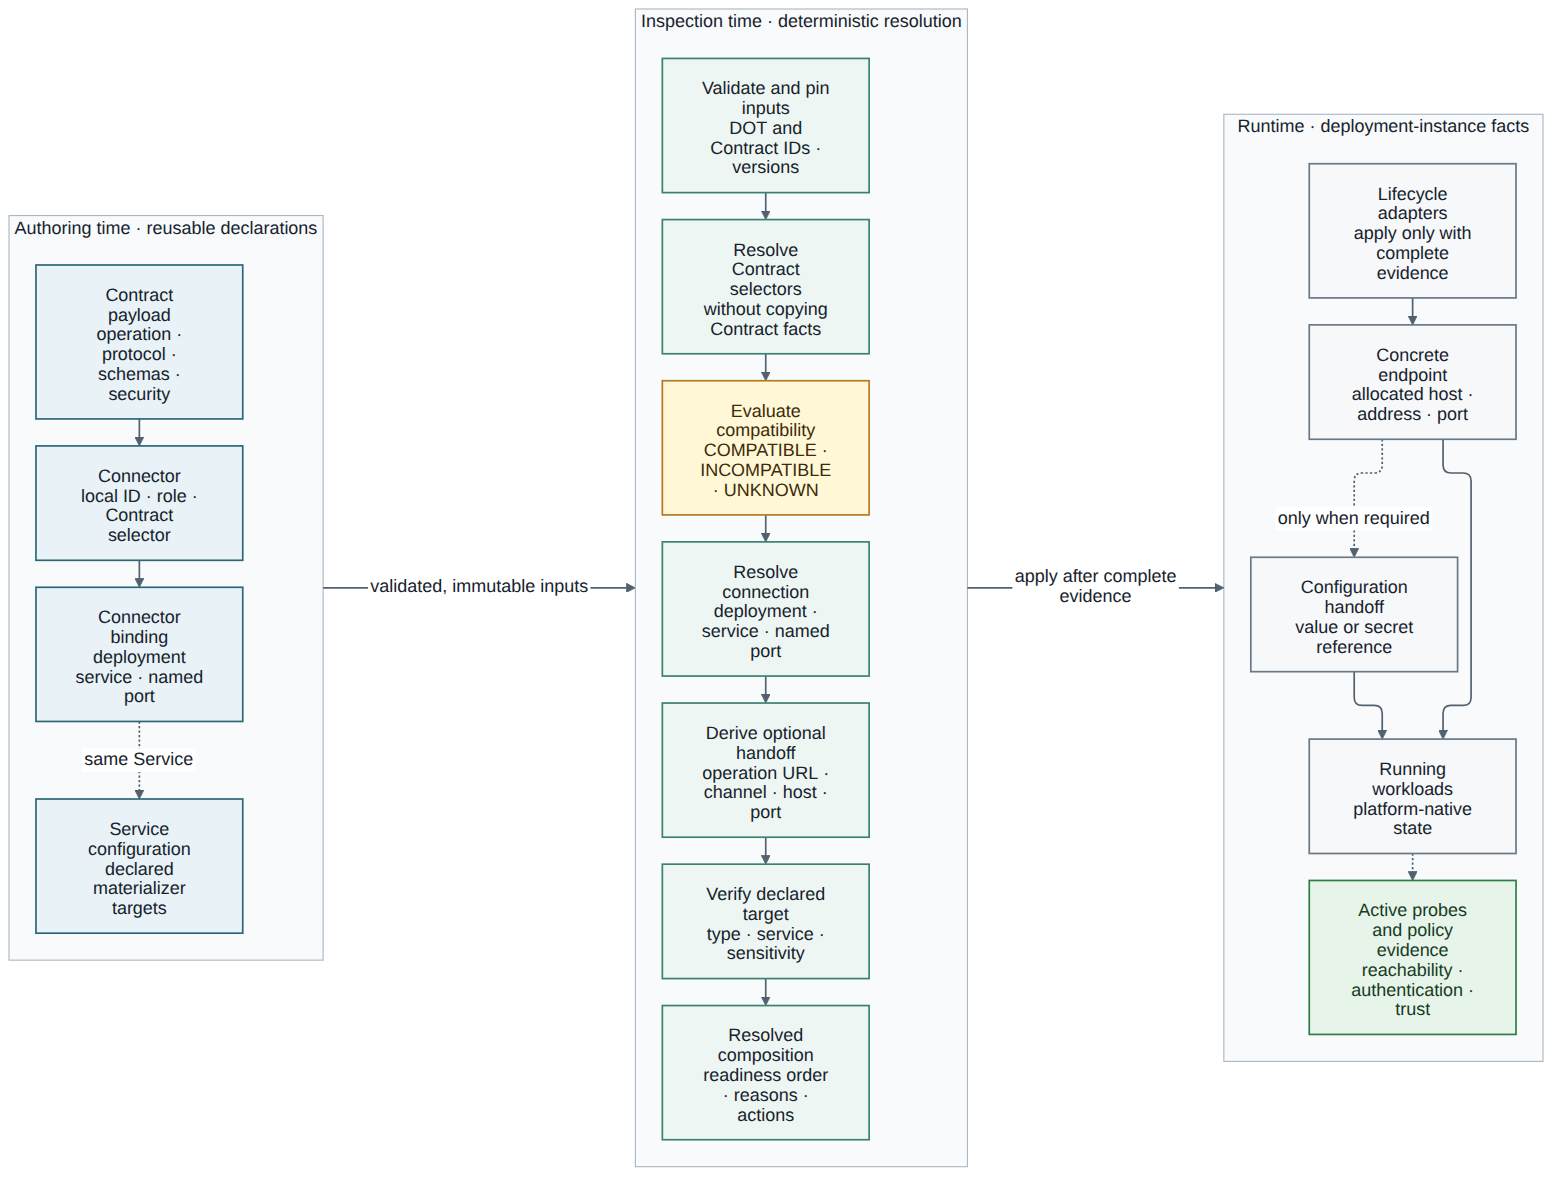 Authoring time · reusable declarations
Contract
payload
operation ·
protocol ·
schemas ·
security
Connector
local ID · role ·
Contract
selector
Connector
binding
deployment
service · named
port
same Service
Service
configuration
declared
materializer
targets
validated, immutable inputs
Inspection time · deterministic resolution
Validate and pin
inputs
DOT and
Contract IDs ·
versions
Resolve
Contract
selectors
without copying
Contract facts
Evaluate
compatibility
COMPATIBLE ·
INCOMPATIBLE
· UNKNOWN
Resolve
connection
deployment ·
service · named
port
Derive optional
handoff
operation URL ·
channel · host ·
port
Verify declared
target
type · service ·
sensitivity
Resolved
composition
readiness order
· reasons ·
actions
apply after complete
evidence
Runtime · deployment-instance facts
Lifecycle
adapters
apply only with
complete
evidence
Concrete
endpoint
allocated host ·
address · port
only when required
Configuration
handoff
value or secret
reference
Running
workloads
platform-native
state
Active probes
and policy
evidence
reachability ·
authentication ·
trust